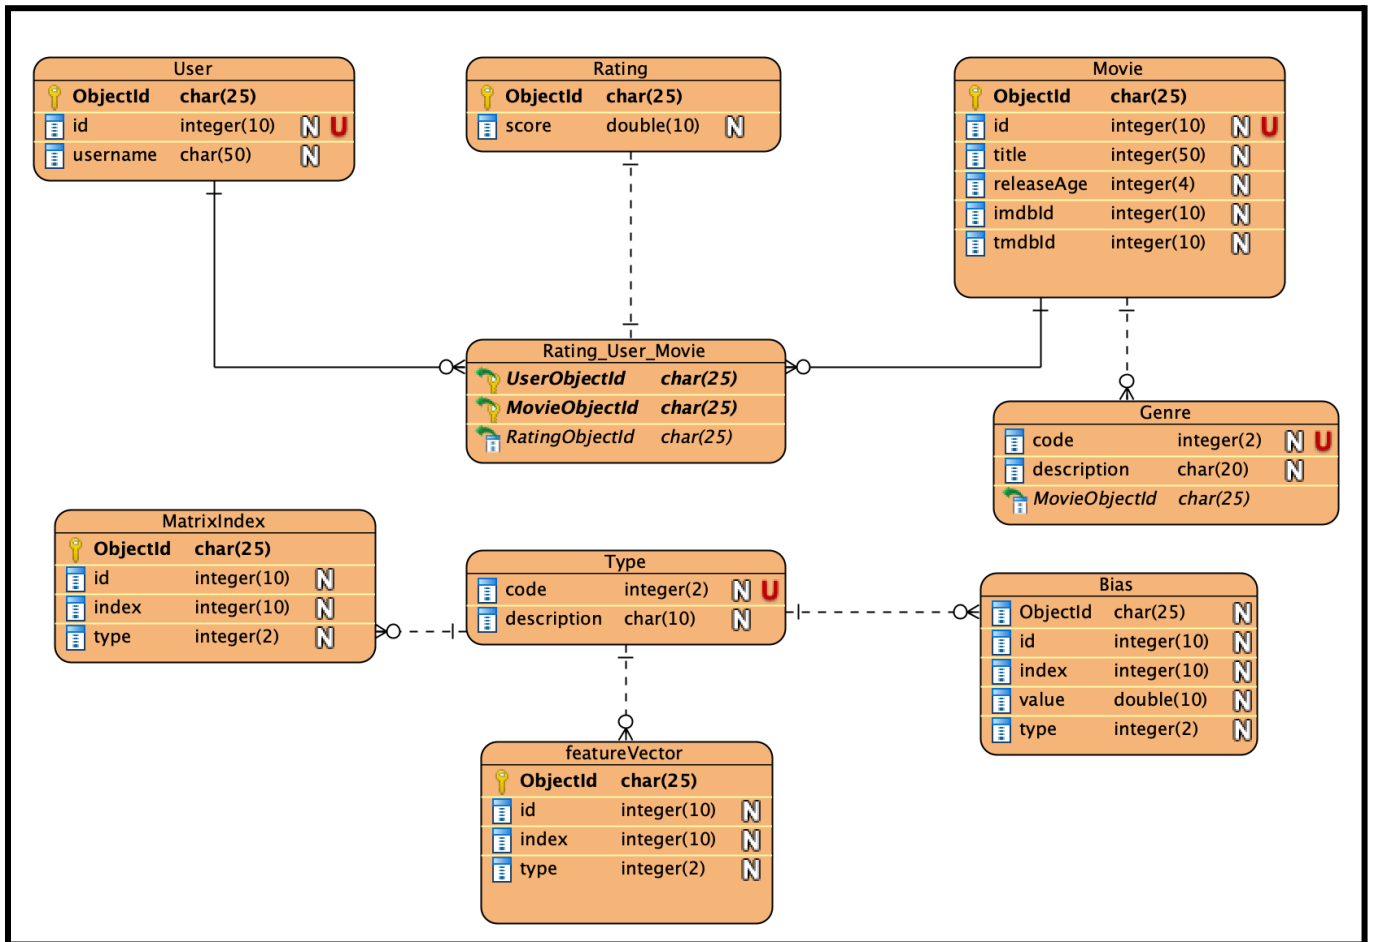 User
ObjectId char(25)
id integer(10) N U
username char(50) N
Rating
ObjectId char(25)
score double(10) N
Movie
ObjectId char(25)
id integer(10) N U
title integer(50) N
releaseAge integer(4) N
imdbId integer(10) N
tmdbId integer(10) N
Rating_User_Movie
UserObjectId char(25)
MovieObjectId char(25)
RatingObjectId char(25)
Genre
code integer(2) N U
description char(20) N
MovieObjectId char(25)
MatrixIndex
ObjectId char(25)
id integer(10) N
index integer(10) N
type integer(2) N
Type
code integer(2) N U
description char(10) N
Bias
ObjectId char(25) N
id integer(10) N
index integer(10) N
value double(10) N
type integer(2) N
featureVector
ObjectId char(25)
id integer(10) N
index integer(10) N
type integer(2) N